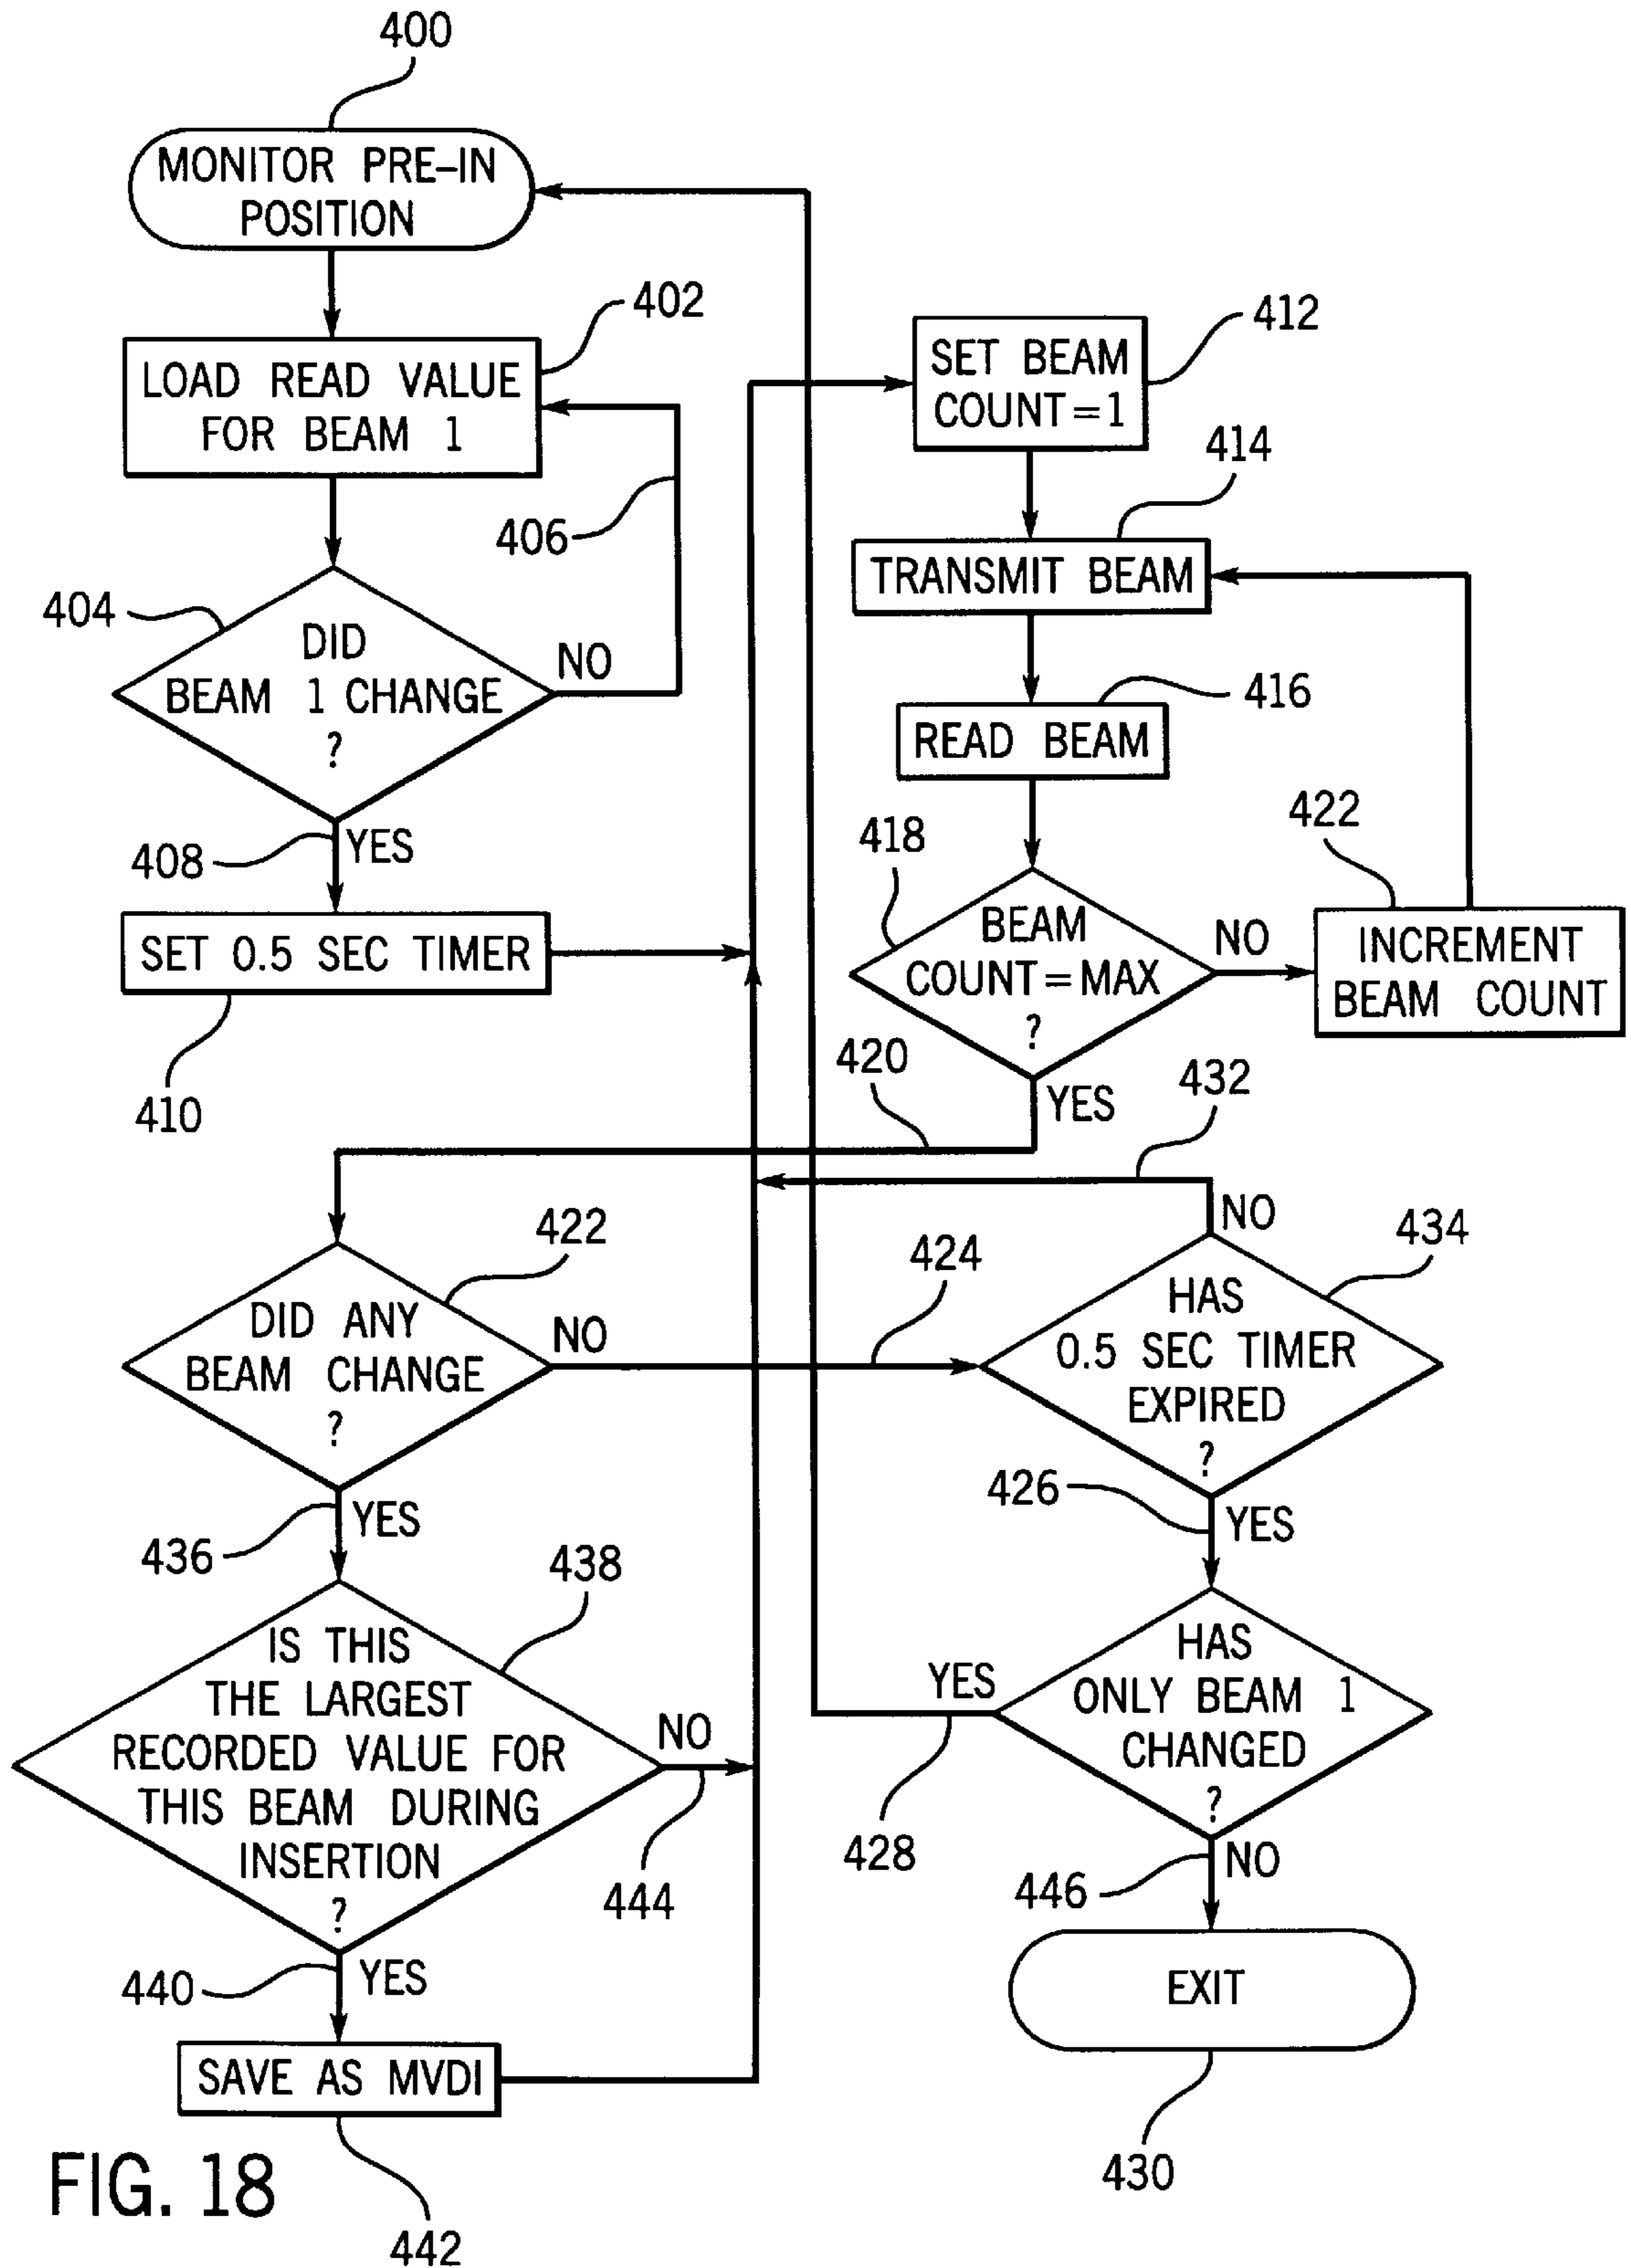 400
MONITOR PRE-IN
POSITION
402
LOAD READ VALUE
FOR BEAM 1
406
404
DID
BEAM 1 CHANGE
?
NO
408
YES
SET 0.5 SEC TIMER
410
412
SET BEAM
COUNT=1
414
TRANSMIT BEAM
416
READ BEAM
418
BEAM
COUNT=MAX
?
NO
422
INCREMENT
BEAM COUNT
420
YES
432
422
DID ANY
BEAM CHANGE
?
NO
424
NO
434
HAS
0.5 SEC TIMER
EXPIRED
?
436
YES
426
YES
438
IS THIS
THE LARGEST
RECORDED VALUE FOR
THIS BEAM DURING
INSERTION
?
NO
444
YES
428
HAS
ONLY BEAM 1
CHANGED
?
446
NO
440
YES
SAVE AS MVDI
442
EXIT
430
FIG. 18